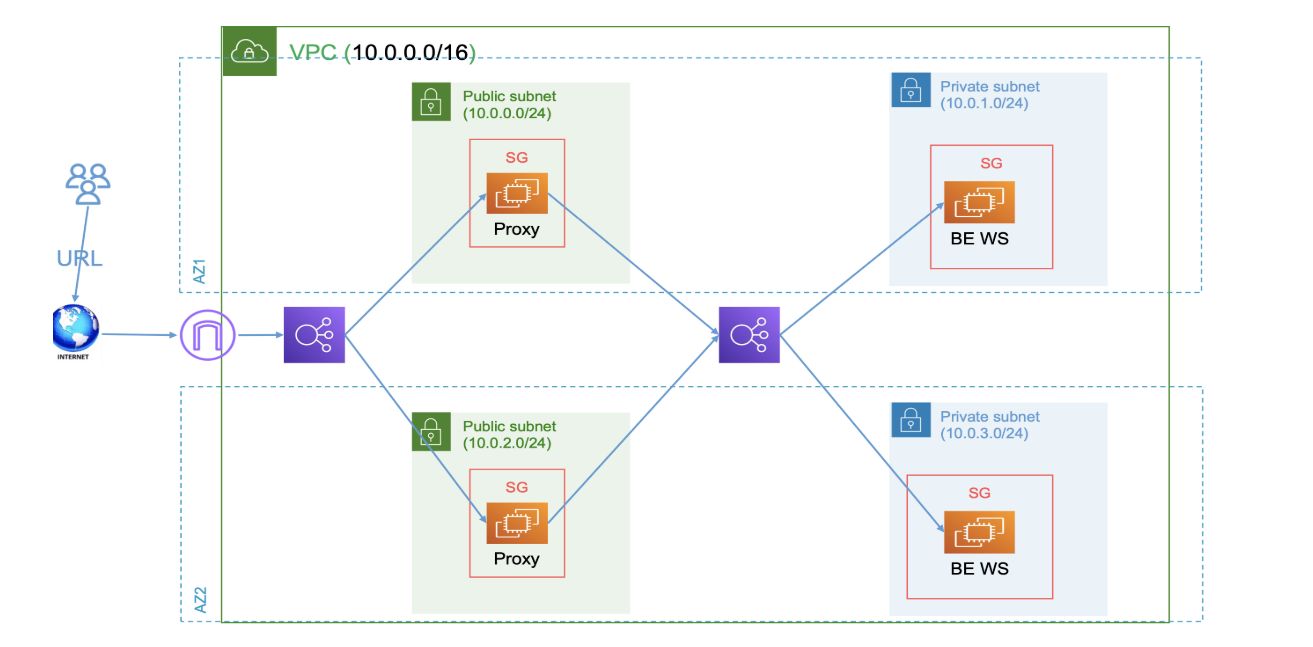 VPC (10.0.0.0/16)
Public subnet
(10.0.0.0/24)
SG
Proxy
Private subnet
(10.0.1.0/24)
SG
BE WS
URL
AZ1
INTERNET
Public subnet
(10.0.2.0/24)
SG
Proxy
Private subnet
(10.0.3.0/24)
SG
BE WS
AZ2